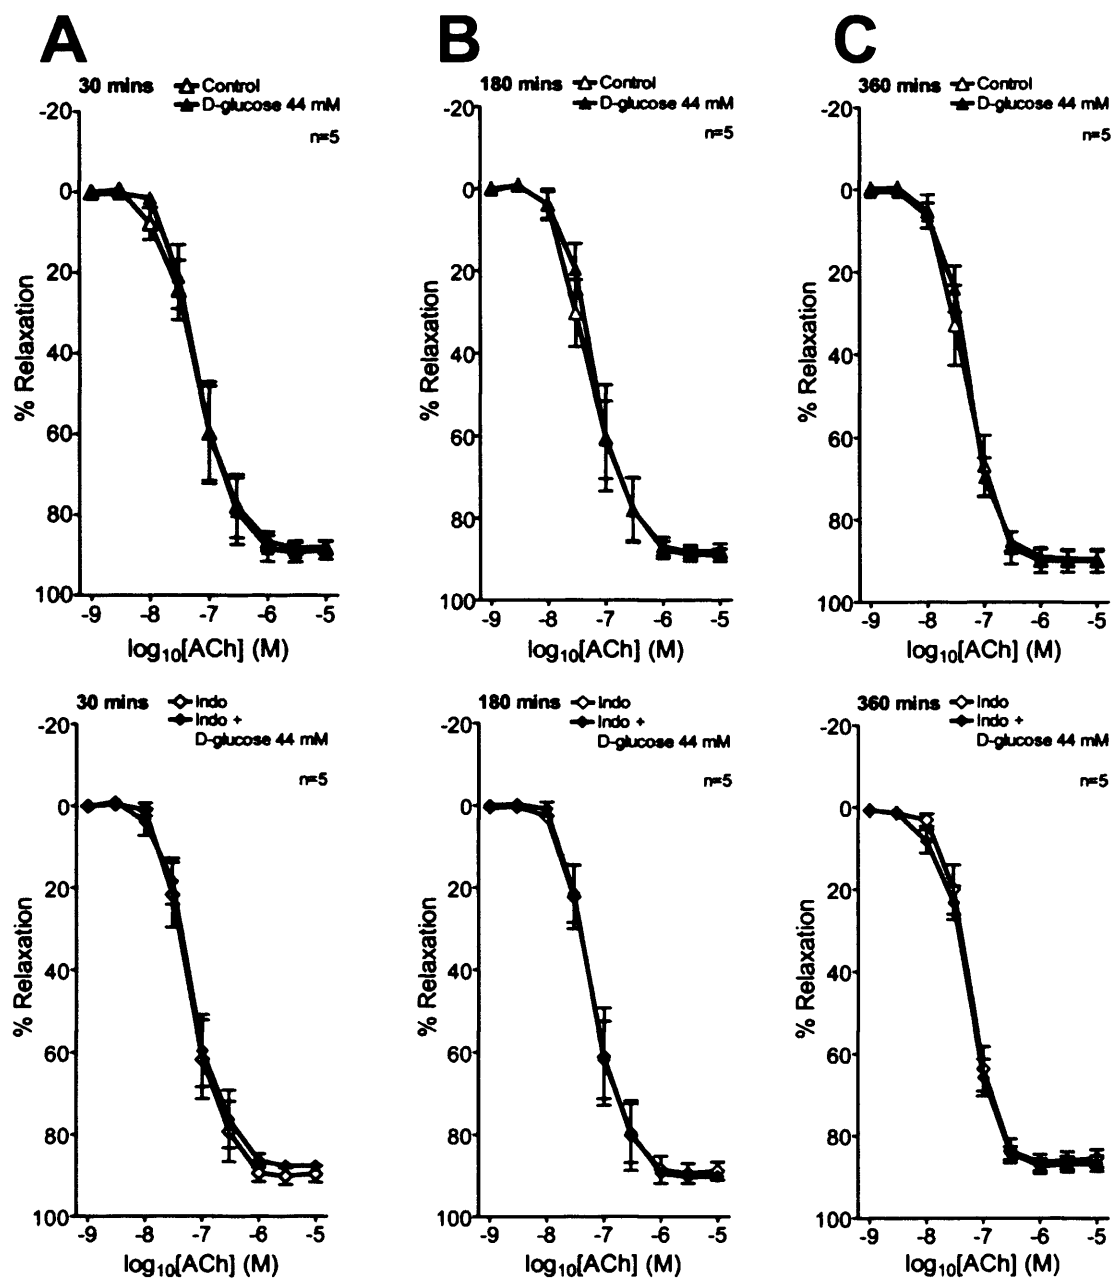 A B C
30 mins Control
D-glucose 44 mM
n=5
-20
0
20
40
60
80
100
% Relaxation
-9 -8 -7 -6 -5
log10[ACh] (M)
180 mins Control
D-glucose 44 mM
n=5
-20
0
20
40
60
80
100
% Relaxation
-9 -8 -7 -6 -5
log10[ACh] (M)
360 mins Control
D-glucose 44 mM
n=5
-20
0
20
40
60
80
100
% Relaxation
-9 -8 -7 -6 -5
log10[ACh] (M)
30 mins Indo
Indo +
D-glucose 44 mM
n=5
-20
0
20
40
60
80
100
% Relaxation
-9 -8 -7 -6 -5
log10[ACh] (M)
180 mins Indo
Indo +
D-glucose 44 mM
n=5
-20
0
20
40
60
80
100
% Relaxation
-9 -8 -7 -6 -5
log10[ACh] (M)
360 mins Indo
Indo +
D-glucose 44 mM
n=5
-20
0
20
40
60
80
100
% Relaxation
-9 -8 -7 -6 -5
log10[ACh] (M)